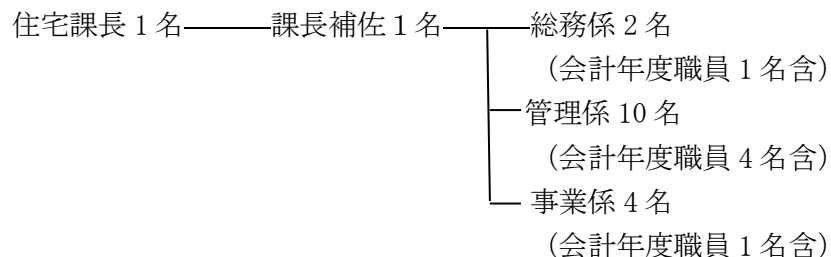 住宅課長 1 名 課長補佐 1 名 総務係 2 名
(会計年度職員 1 名含)
管理係 10 名
(会計年度職員 4 名含)
事業係 4 名
(会計年度職員 1 名含)